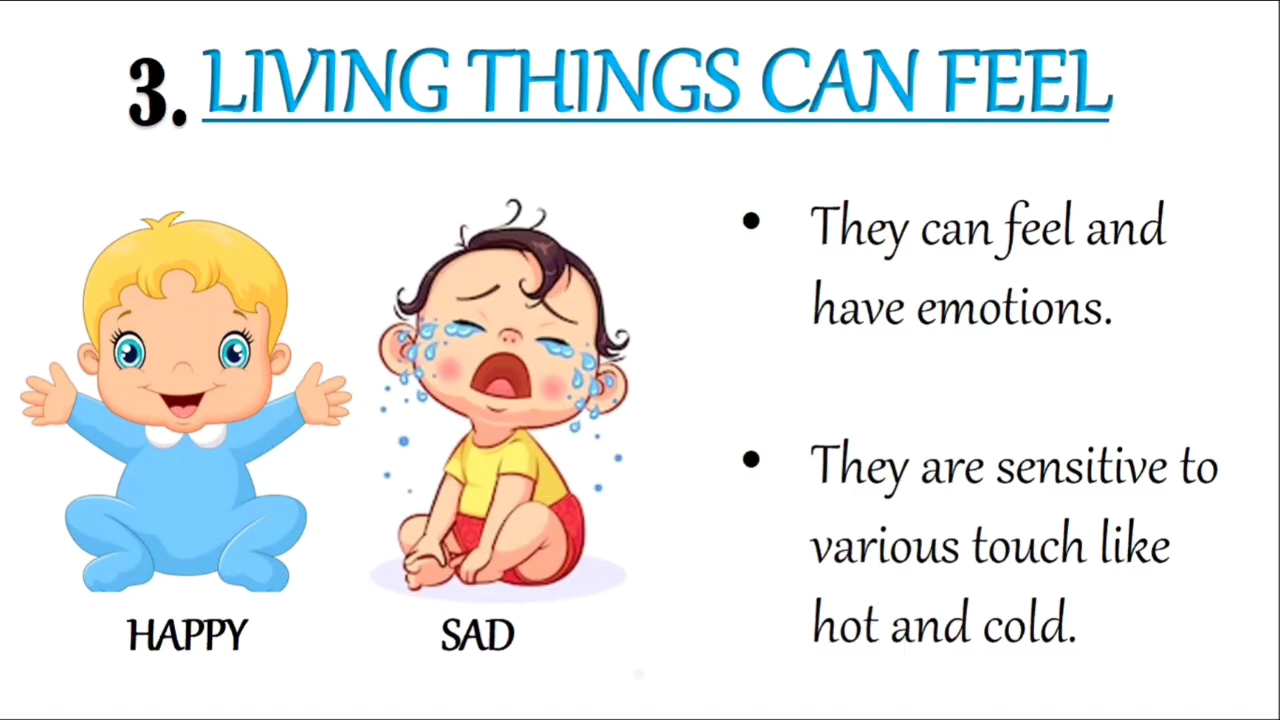 3. LIVING THINGS CAN FEEL
• They can feel and
have emotions.
• They are sensitive to
various touch like
hot and cold.
HAPPY
SAD